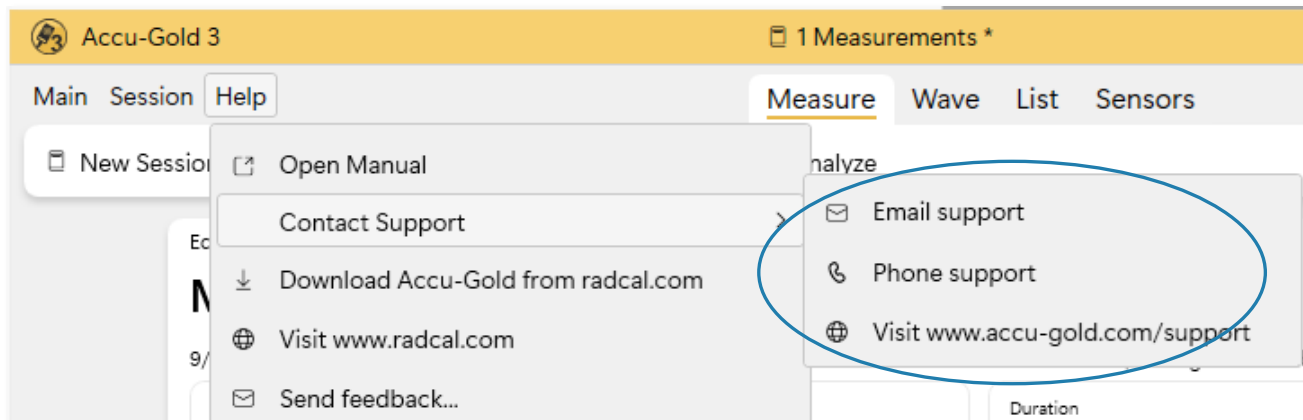 Accu-Gold 3
1 Measurements *
Main Session Help
Measure Wave List Sensors
New Session
Open Manual
nalyze
Contact Support
Email support
Ed
Download Accu-Gold from radcal.com
Phone support
Visit www.radcal.com
Visit www.accu-gold.com/support
9/
Send feedback...
Duration